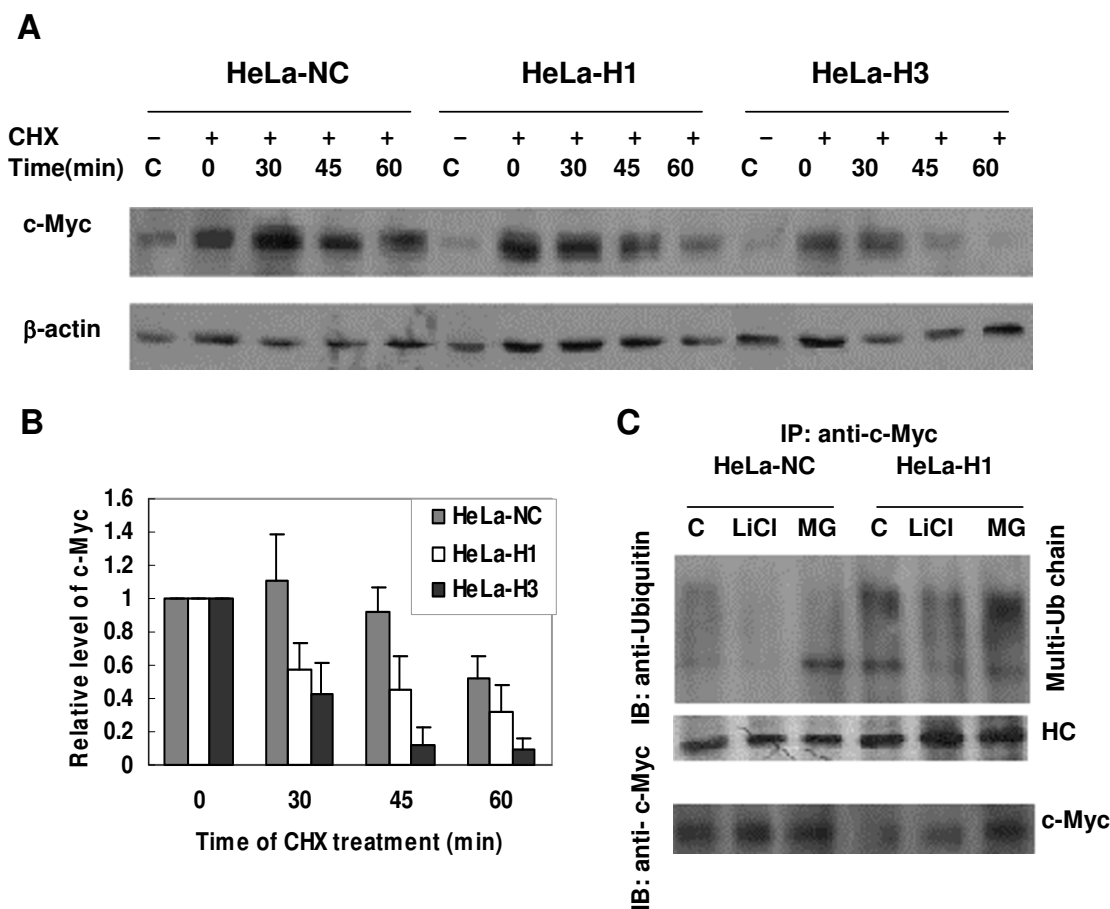 A
HeLa-NC HeLa-H1 HeLa-H3
CHX − + + + + − + + + + − + + + +
Time(min) C 0 30 45 60 C 0 30 45 60 C 0 30 45 60
c-Myc
β-actin
B
Relative level of c-Myc
1.6
1.4
1.2
1
0.8
0.6
0.4
0.2
0
HeLa-NC
HeLa-H1
HeLa-H3
0 30 45 60
Time of CHX treatment (min)
C
IP: anti-c-Myc
HeLa-NC HeLa-H1
C LiCl MG C LiCl MG
IB: anti-Ubiquitin
Multi-Ub chain
HC
IB: anti- c-Myc
c-Myc